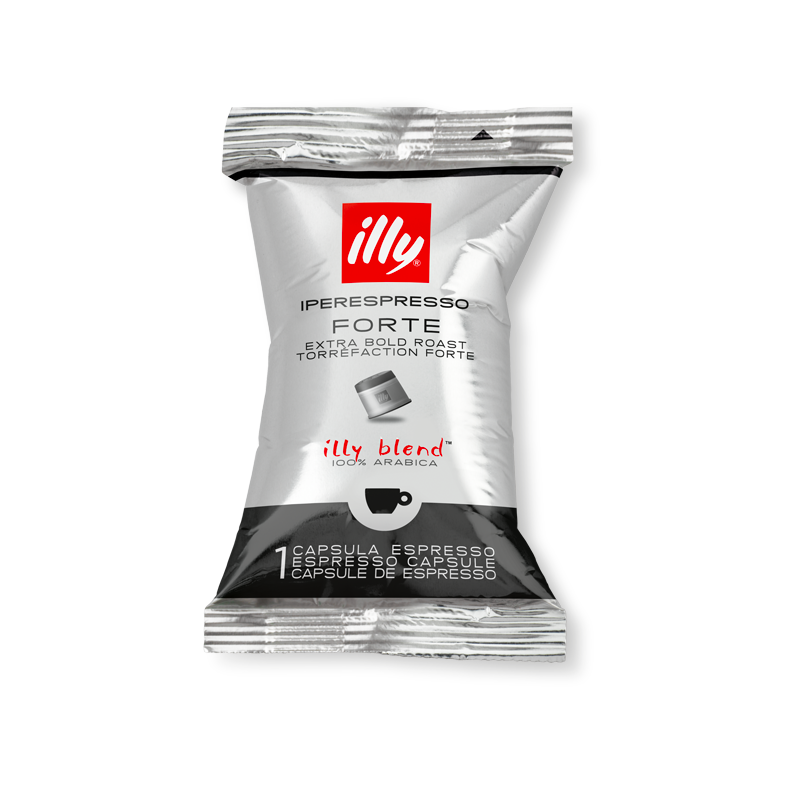 illy®
IPERESPRESSO
FORTE
EXTRA BOLD ROAST
TORRÉFACTION FORTE
illy
illy blend™
100% ARABICA
1 CAPSULA ESPRESSO
ESPRESSO CAPSULE
CAPSULE DE ESPRESSO